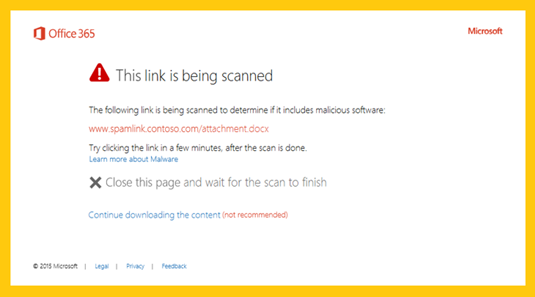 Office 365
Microsoft
This link is being scanned
The following link is being scanned to determine if it includes malicious software:
www.spamlink.contoso.com/attachment.docx
Try clicking the link in a few minutes, after the scan is done.
Learn more about Malware
Close this page and wait for the scan to finish
Continue downloading the content (not recommended)
© 2015 Microsoft | Legal | Privacy | Feedback